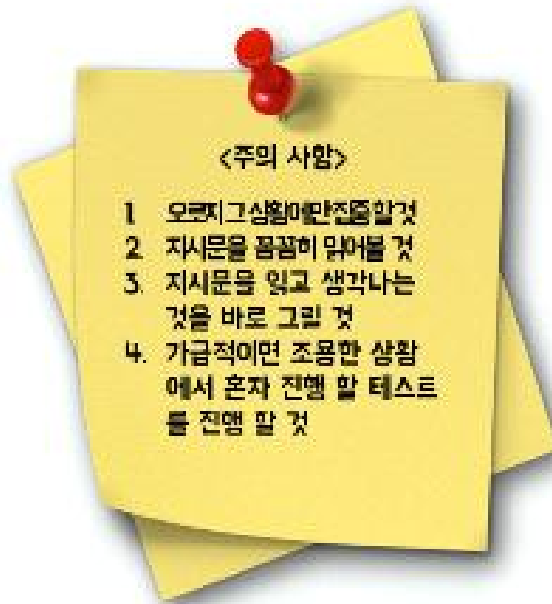 <주의 사항>
1 오로지 그 상황에만 집중 할 것
2 지시문을 꼼꼼히 읽어볼 것
3. 지시문을 읽고 생각나는
것을 바로 그릴 것
4. 가급적이면 조용한 상황
에서 혼자 진행 할 테스트
를 진행 할 것